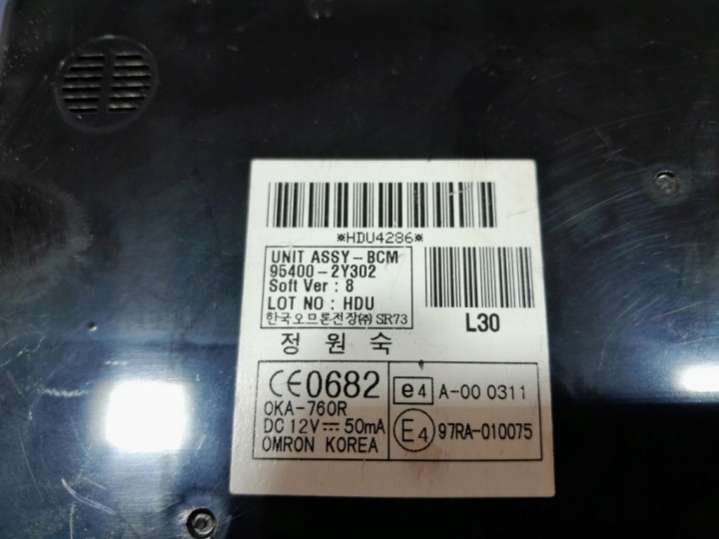 *HDU4286*
UNIT ASSY-BCM
95400-2Y302
Soft Ver : 8
LOT NO : HDU
한국오므론전장㈜ SIR73
L30
정 원 숙
CE0682
OKA-760R
DC 12V⎓50mA
OMRON KOREA
e4 A-00 0311
E4 97RA-010075